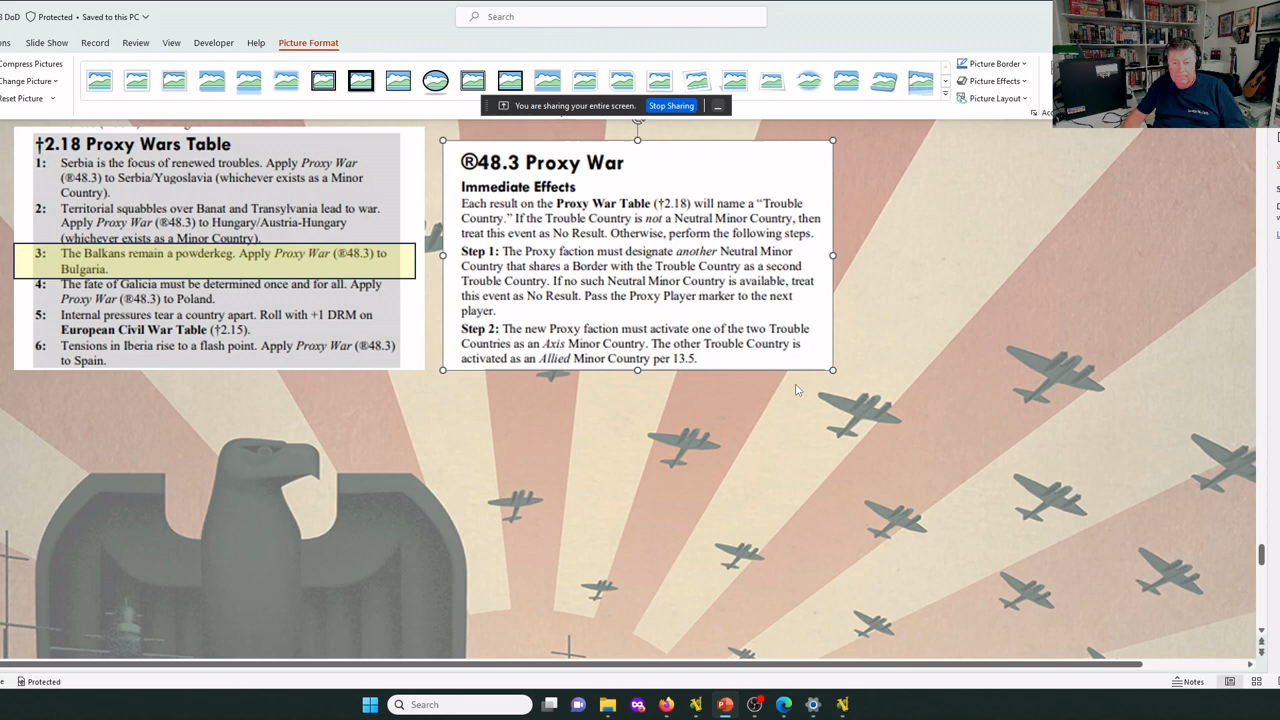 3 DoD Protected • Saved to this PC
Search
ns Slide Show Record Review View Developer Help Picture Format
Compress Pictures
Change Picture
Reset Picture
Picture Border
Picture Effects
Picture Layout
You are sharing your entire screen. Stop Sharing
†2.18 Proxy Wars Table
1: Serbia is the focus of renewed troubles. Apply Proxy War
(®48.3) to Serbia/Yugoslavia (whichever exists as a Minor
Country).
2: Territorial squabbles over Banat and Transylvania lead to war.
Apply Proxy War (®48.3) to Hungary/Austria-Hungary
(whichever exists as a Minor Country).
3: The Balkans remain a powderkeg. Apply Proxy War (®48.3) to
Bulgaria.
4: The fate of Galicia must be determined once and for all. Apply
Proxy War (®48.3) to Poland.
5: Internal pressures tear a country apart. Roll with +1 DRM on
European Civil War Table (†2.15).
6: Tensions in Iberia rise to a flash point. Apply Proxy War (®48.3)
to Spain.
®48.3 Proxy War
Immediate Effects
Each result on the Proxy War Table (†2.18) will name a “Trouble
Country.” If the Trouble Country is not a Neutral Minor Country, then
treat this event as No Result. Otherwise, perform the following steps.
Step 1: The Proxy faction must designate another Neutral Minor
Country that shares a Border with the Trouble Country as a second
Trouble Country. If no such Neutral Minor Country is available, treat
this event as No Result. Pass the Proxy Player marker to the next
player.
Step 2: The new Proxy faction must activate one of the two Trouble
Countries as an Axis Minor Country. The other Trouble Country is
activated as an Allied Minor Country per 13.5.
Protected
Notes
Search